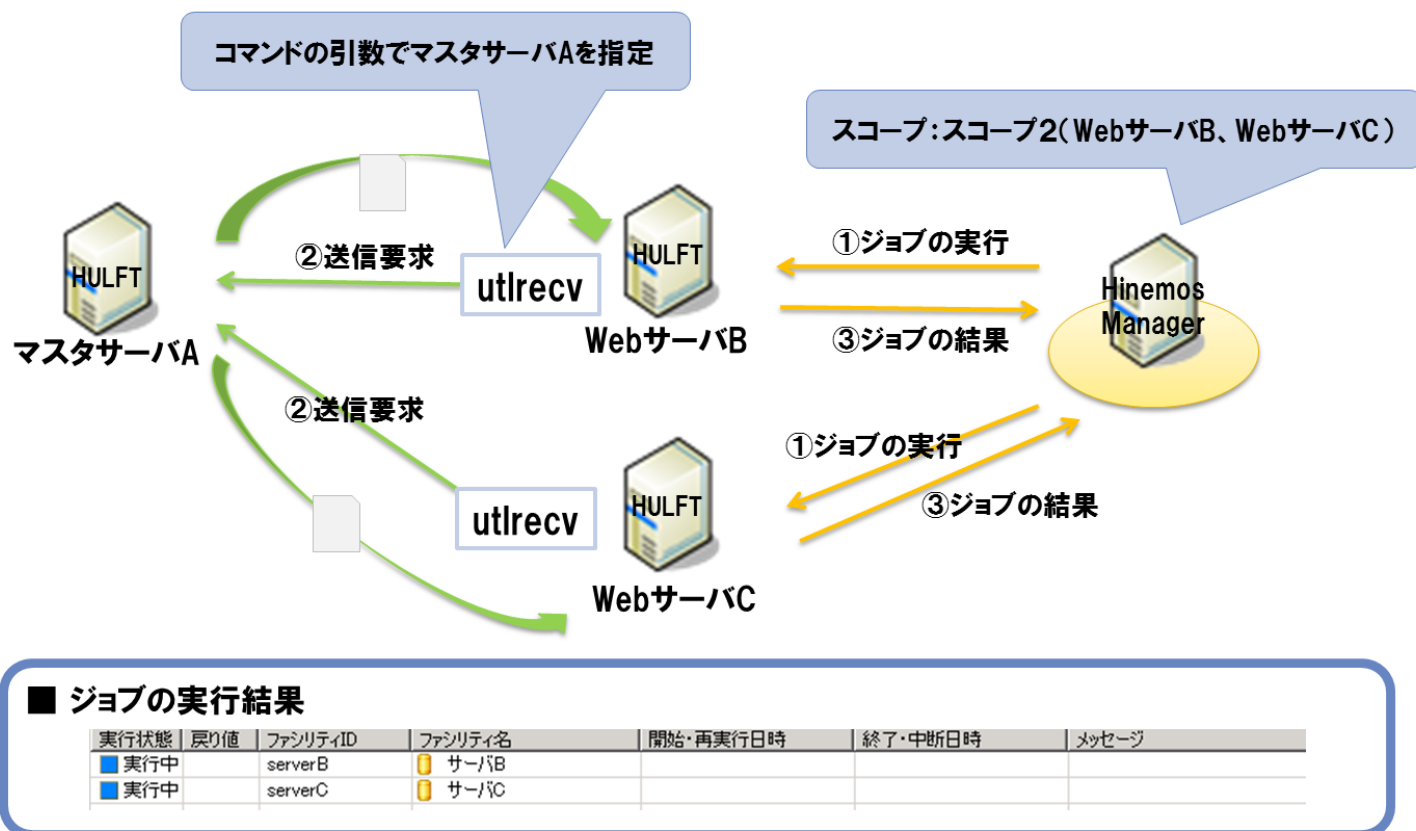 コマンドの引数でマスタサーバAを指定
スコープ：スコープ2（WebサーバB、WebサーバC）
HULFT
マスタサーバA
②送信要求
utlrecv
HULFT
WebサーバB
①ジョブの実行
③ジョブの結果
Hinemos
Manager
②送信要求
utlrecv
HULFT
WebサーバC
①ジョブの実行
③ジョブの結果
■ ジョブの実行結果
実行状態 戻り値 ファシリティID ファシリティ名 開始・再実行日時 終了・中断日時 メッセージ
実行中 serverB サーバB
実行中 serverC サーバC